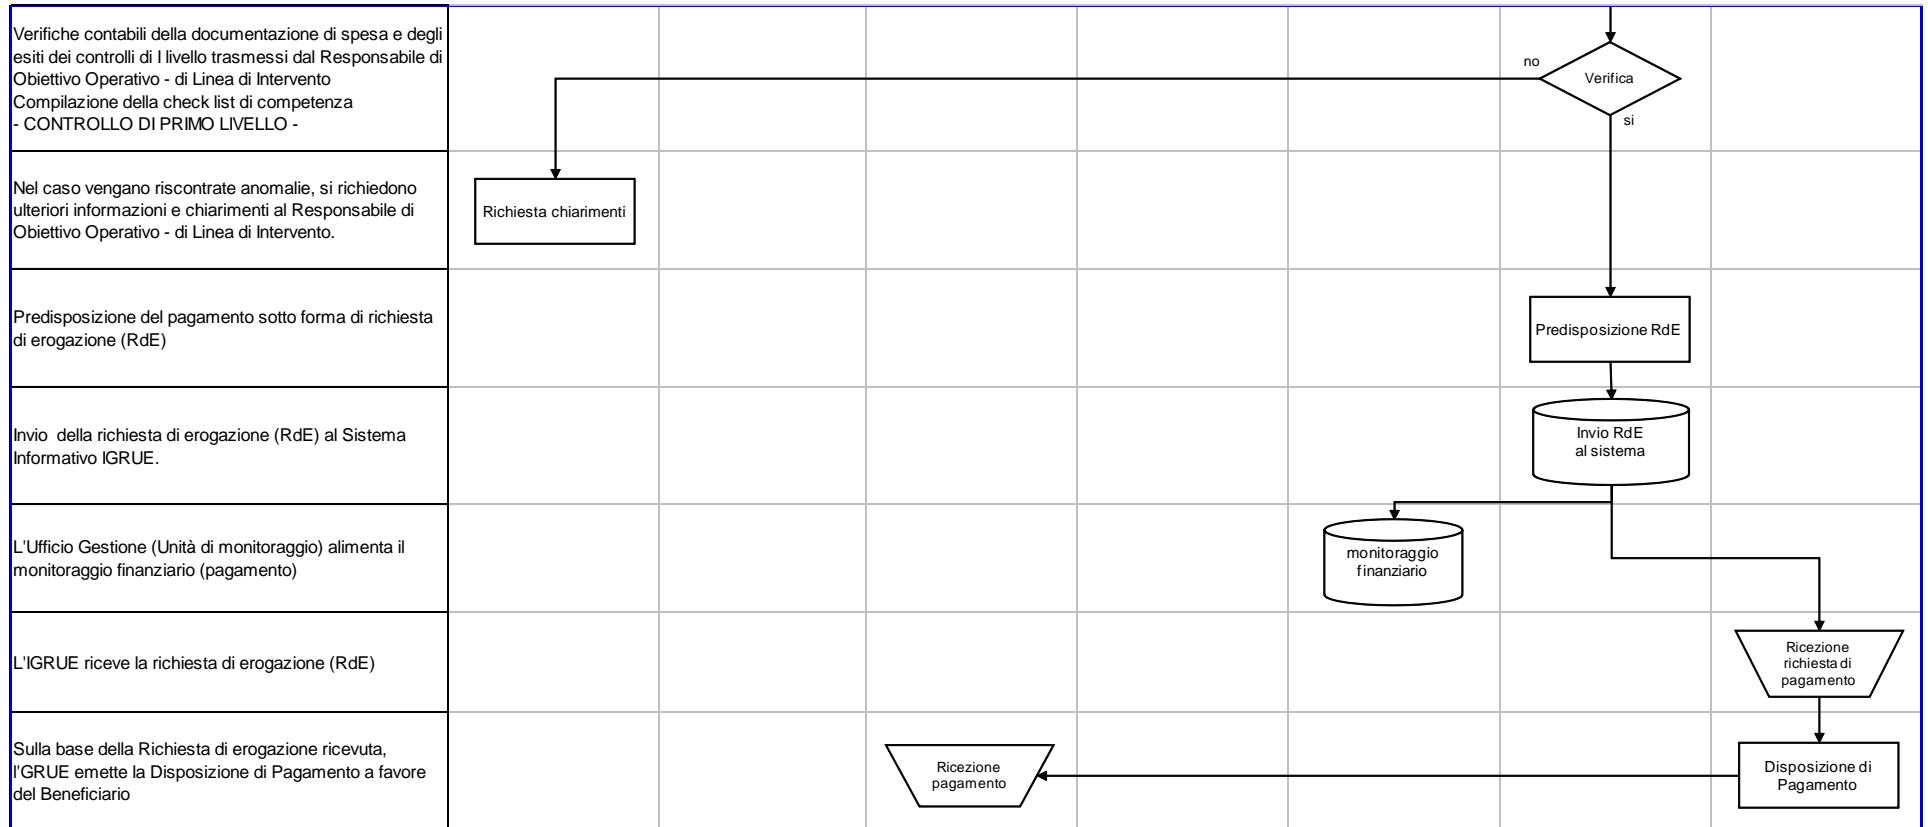 Verifiche contabili della documentazione di spesa e degli
esiti dei controlli di I livello trasmessi dal Responsabile di
Obiettivo Operativo - di Linea di Intervento
Compilazione della check list di competenza
- CONTROLLO DI PRIMO LIVELLO -
no
Verifica
si
Nel caso vengano riscontrate anomalie, si richiedono
ulteriori informazioni e chiarimenti al Responsabile di
Obiettivo Operativo - di Linea di Intervento.
Richiesta chiarimenti
Predisposizione del pagamento sotto forma di richiesta
di erogazione (RdE)
Predisposizione RdE
Invio  della richiesta di erogazione (RdE) al Sistema
Informativo IGRUE.
Invio RdE
al sistema
L'Ufficio Gestione (Unità di monitoraggio) alimenta il
monitoraggio finanziario (pagamento)
monitoraggio
finanziario
L'IGRUE riceve la richiesta di erogazione (RdE)
Ricezione
richiesta di
pagamento
Sulla base della Richiesta di erogazione ricevuta,
l'GRUE emette la Disposizione di Pagamento a favore
del Beneficiario
Ricezione
pagamento
Disposizione di
Pagamento